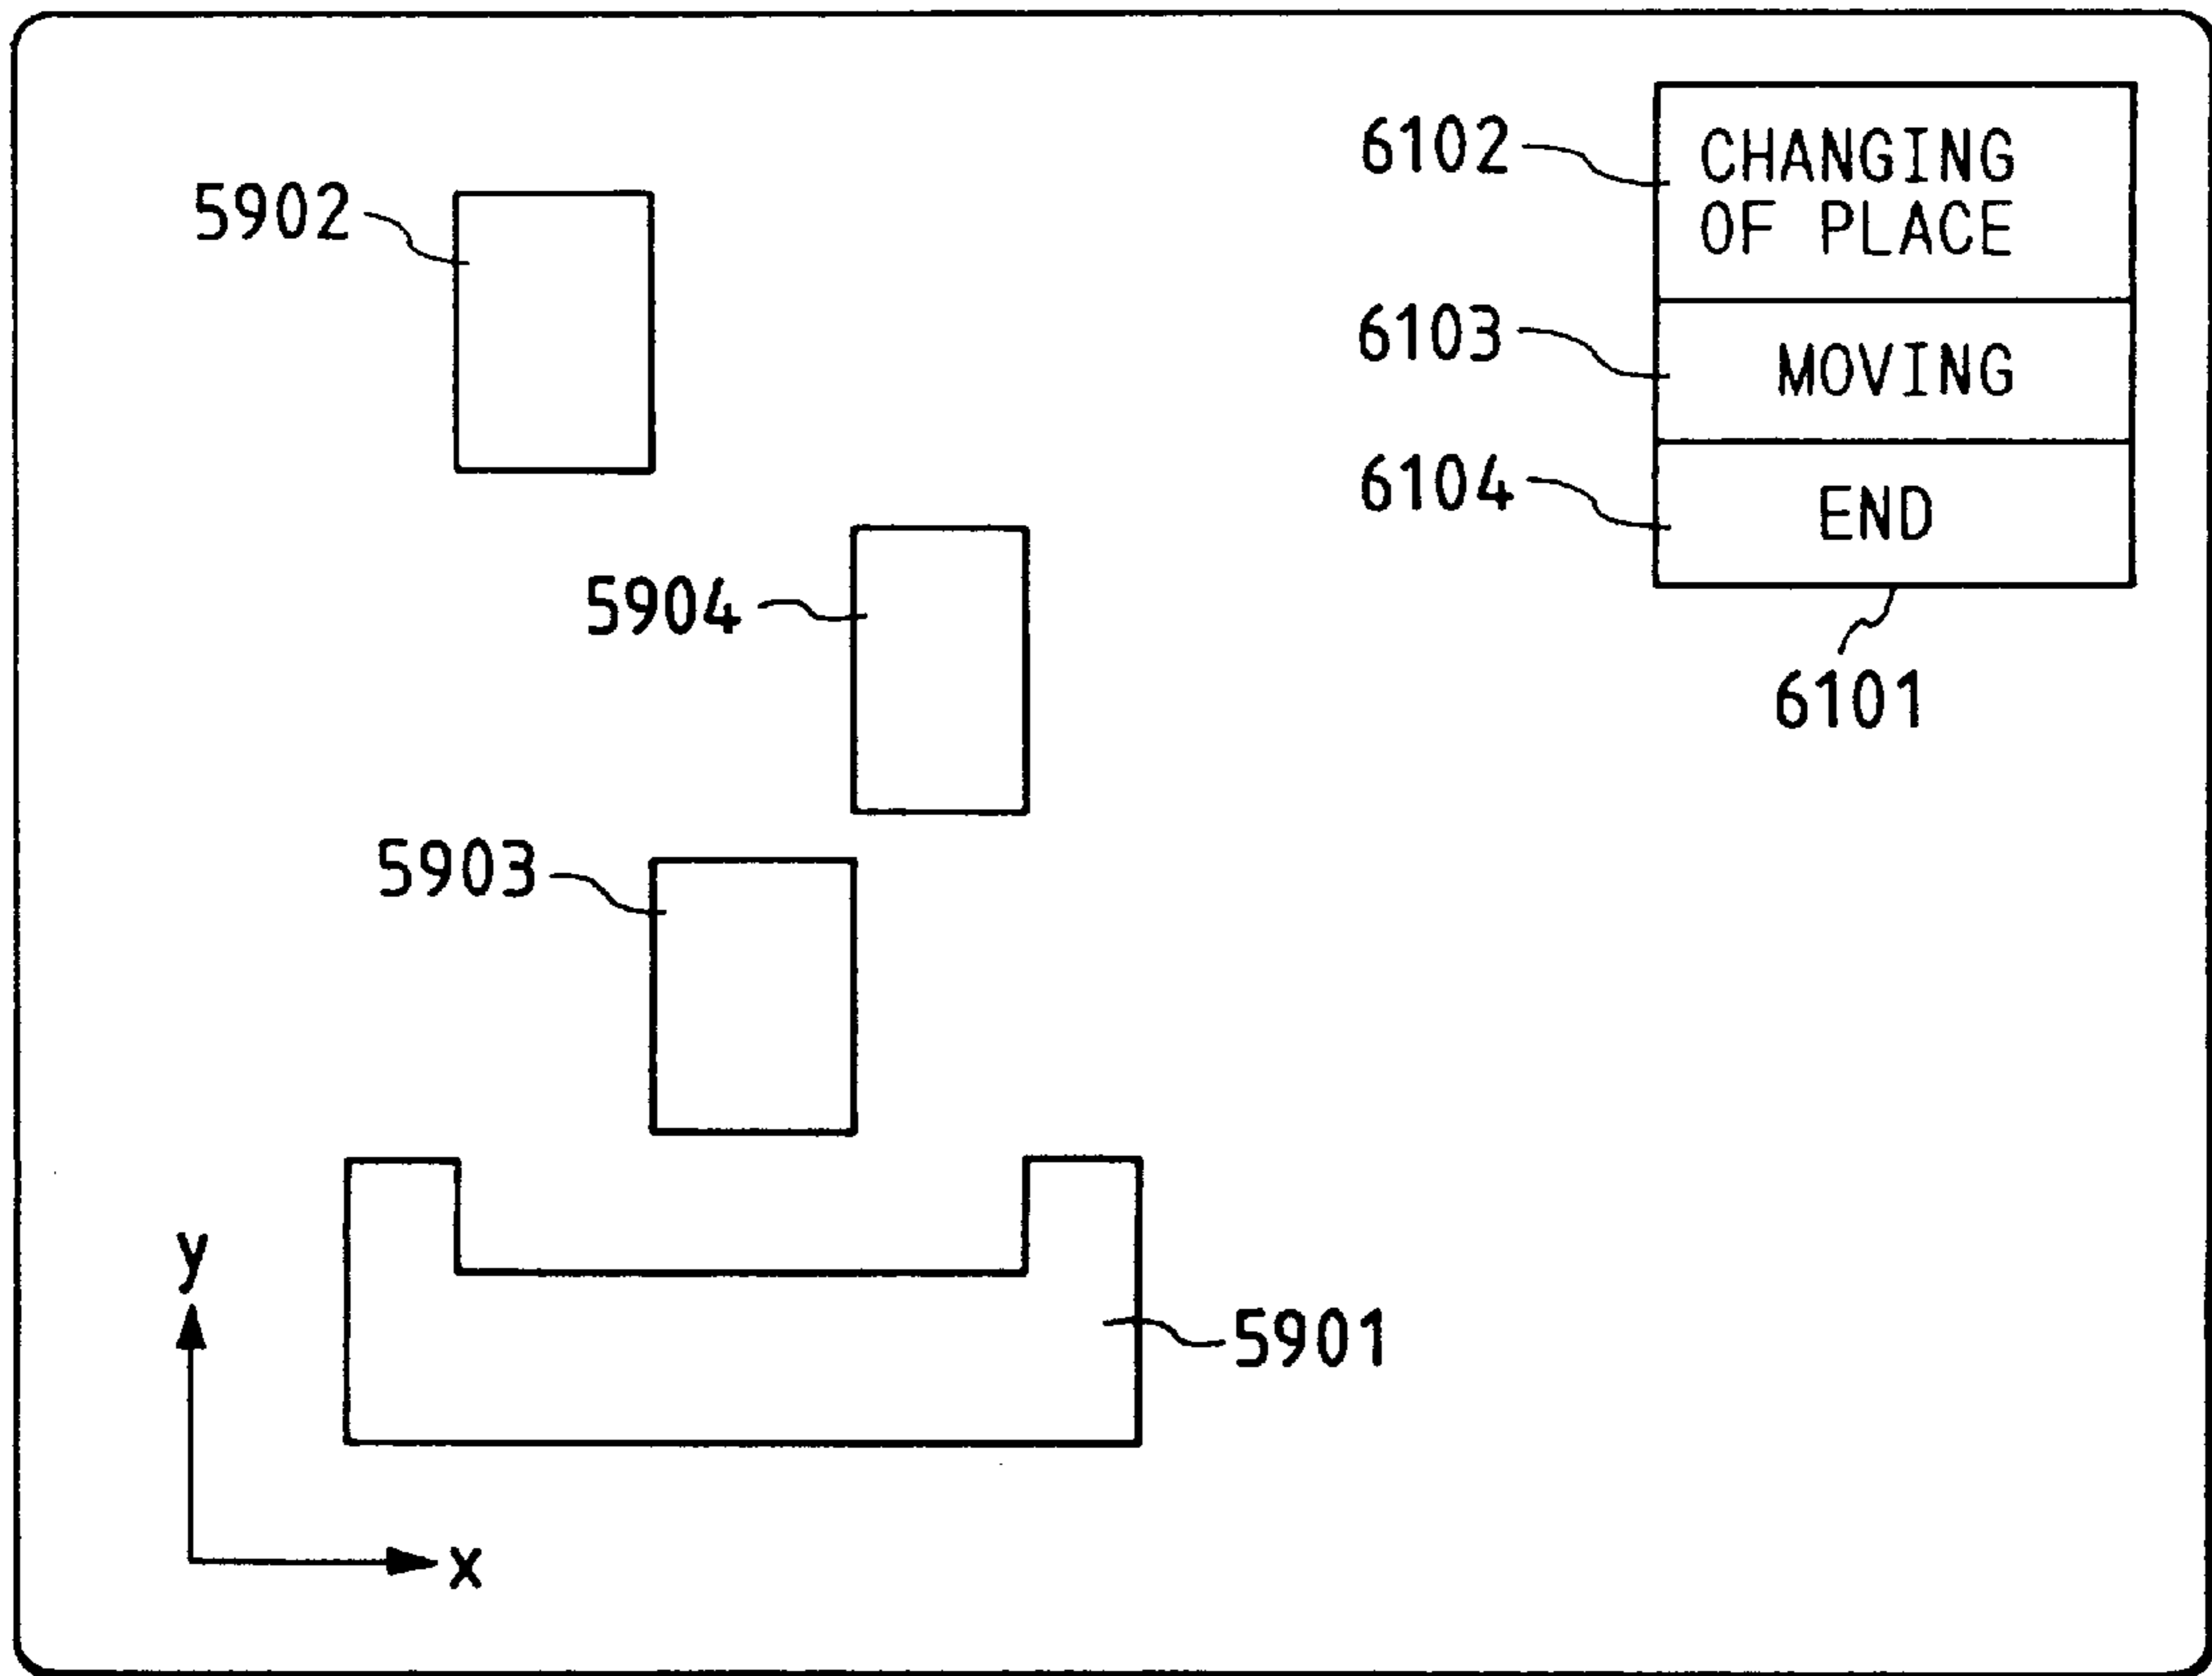 6102
CHANGING
OF PLACE
5902
6103
MOVING
6104
END
5904
6101
5903
y
5901
x